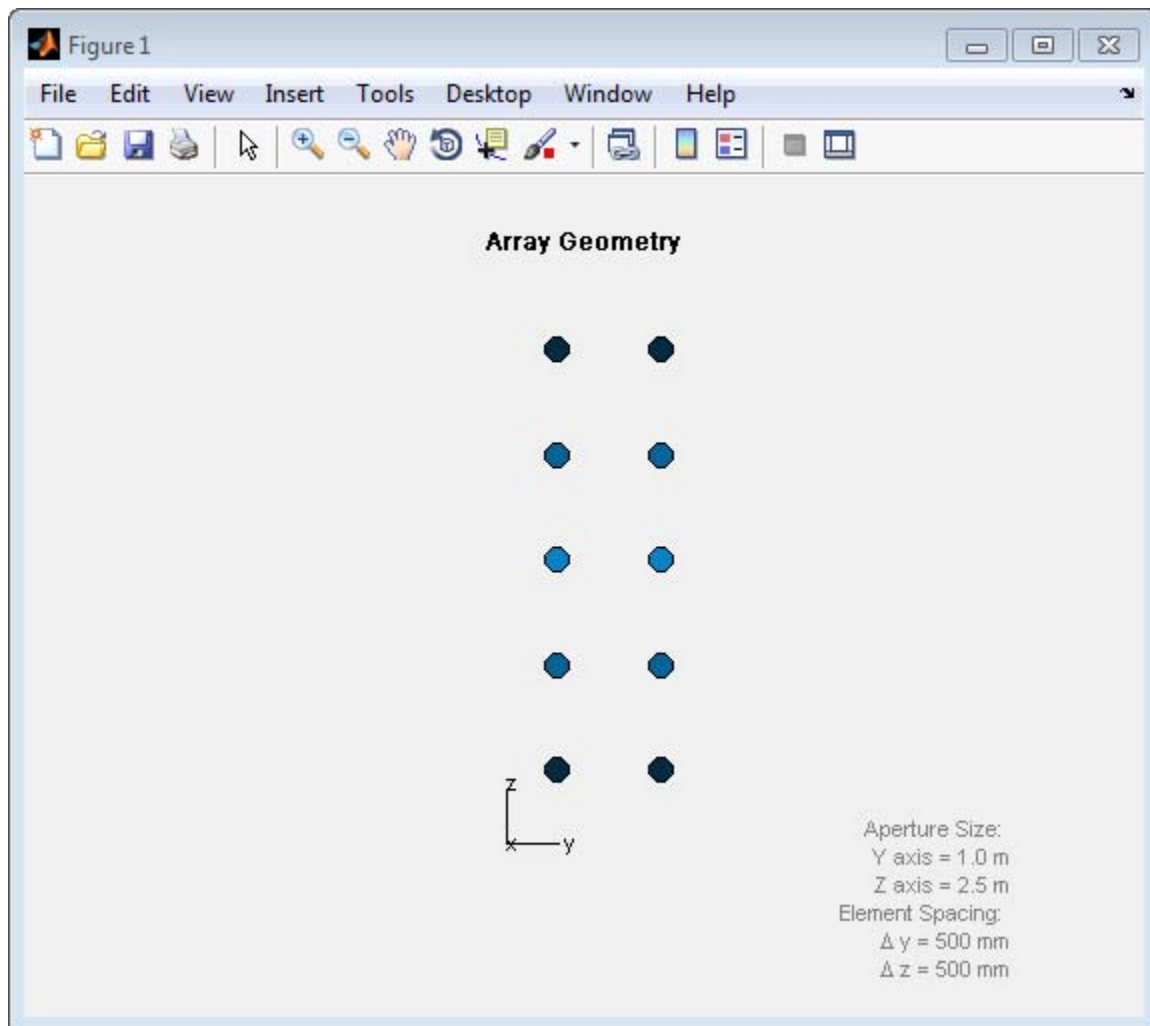 Figure 1
File Edit View Insert Tools Desktop Window Help
Array Geometry
z
x y
Aperture Size:
Y axis = 1.0 m
Z axis = 2.5 m
Element Spacing:
Δ y = 500 mm
Δ z = 500 mm